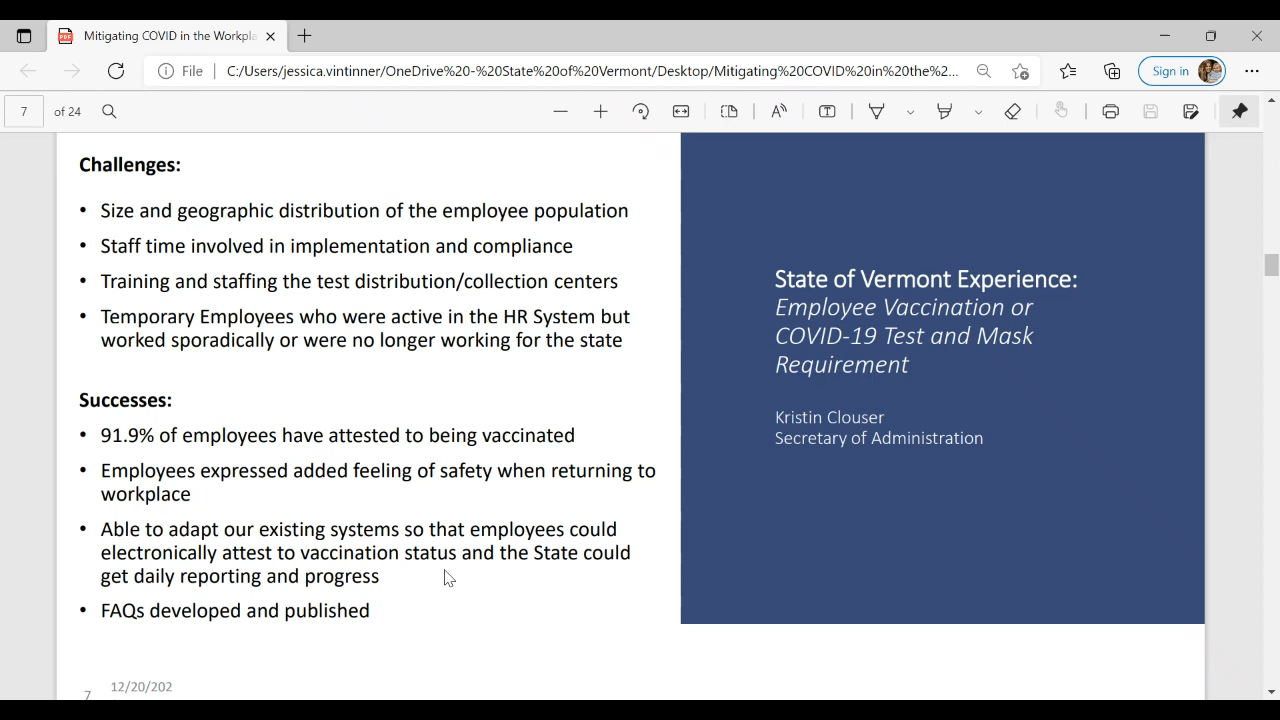 Mitigating COVID in the Workpla
File
C:/Users/jessica.vintinner/OneDrive%20-%20State%20of%20Vermont/Desktop/Mitigating%20COVID%20in%20the%2...
Sign in
7 of 24
Challenges:
• Size and geographic distribution of the employee population
• Staff time involved in implementation and compliance
• Training and staffing the test distribution/collection centers
• Temporary Employees who were active in the HR System but
worked sporadically or were no longer working for the state
Successes:
• 91.9% of employees have attested to being vaccinated
• Employees expressed added feeling of safety when returning to
workplace
• Able to adapt our existing systems so that employees could
electronically attest to vaccination status and the State could
get daily reporting and progress
• FAQs developed and published
State of Vermont Experience:
Employee Vaccination or
COVID-19 Test and Mask
Requirement
Kristin Clouser
Secretary of Administration
12/20/202
7